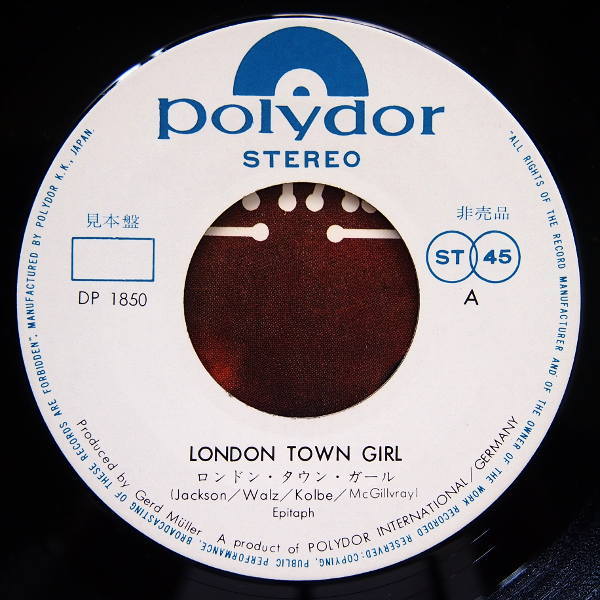 polydor
STEREO
見本盤
非売品
ST 45
DP 1850
A
LONDON TOWN GIRL
ロンドン・タウン・ガール
(Jackson/Walz/Kolbe/McGillvray)
Epitaph
Produced by Gerd Müller
A product of POLYDOR INTERNATIONAL/GERMANY
"ALL RIGHTS OF THE RECORD MANUFACTURER AND OF THE OWNER OF THE WORK RECORDED RESERVED: COPYING, PUBLIC PERFORMANCE, BROADCASTING OF THESE RECORDS ARE FORBIDDEN". MANUFACTURED BY POLYDOR K.K., JAPAN.